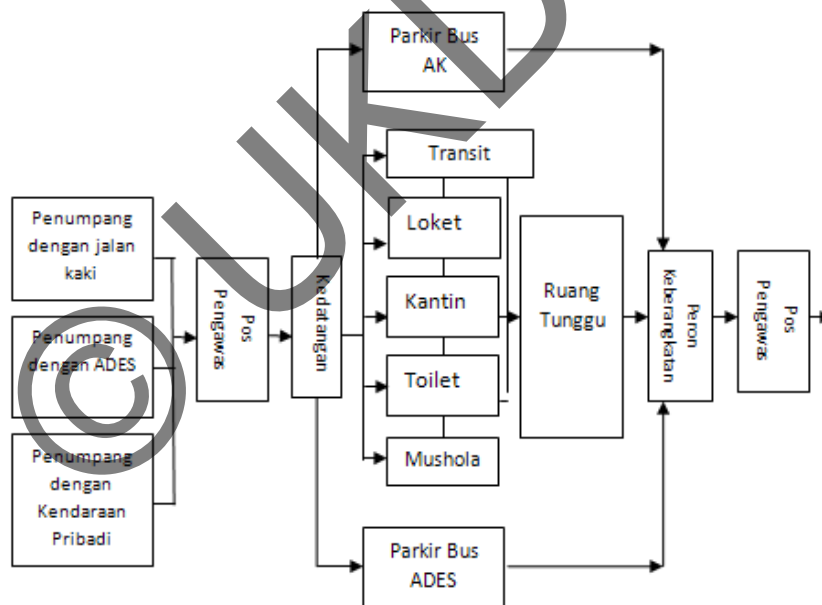 Parkir Bus
AK
Transit
Penumpang
dengan jalan
kaki
Loket
Pos
Pengawas
Kedatangan
Kantin
Ruang
Tunggu
Peron
Keberangkatan
Pos
Pengawas
Penumpang
dengan ADES
Toilet
Penumpang
dengan
Kendaraan
Pribadi
Mushola
Parkir Bus
ADES
© UKD